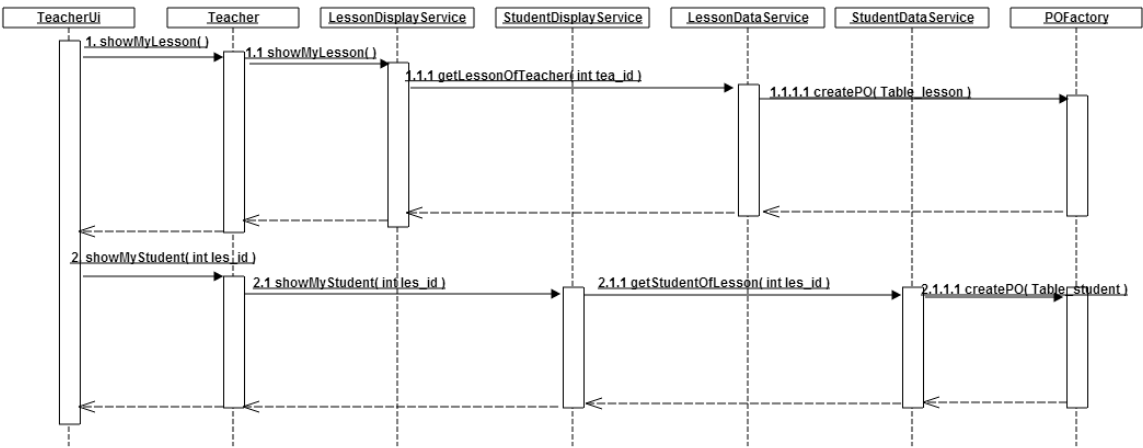 TeacherUi
Teacher
LessonDisplayService
StudentDisplayService
LessonDataService
StudentDataService
POFactory
1. showMyLesson( )
1.1 showMyLesson( )
1.1.1 getLessonOfTeacher( int tea_id )
1.1.1.1 createPO( Table_lesson )
2. showMyStudent( int les_id )
2.1 showMyStudent( int les_id )
2.1.1 getStudentOfLesson( int les_id )
2.1.1.1 createPO( Table_student )